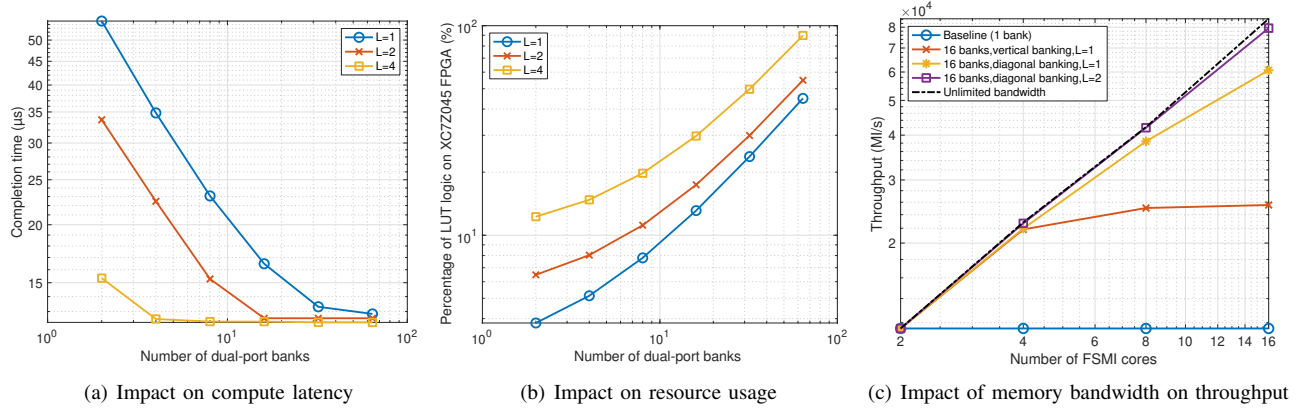 50
45
40
35
30
25
20
15
10^0
10^1
10^2
Completion time (µs)
Number of dual-port banks
L=1
L=2
L=4
(a) Impact on compute latency
10^2
10^1
10^0
10^1
10^2
Percentage of LUT logic on XC7Z045 FPGA (%)
Number of dual-port banks
L=1
L=2
L=4
(b) Impact on resource usage
×10^4
8
7
6
5
4
3
2
2
4
6
8
10
12
14
16
Throughput (MI/s)
Number of FSMI cores
Baseline (1 bank)
16 banks,vertical banking,L=1
16 banks,diagonal banking,L=1
16 banks,diagonal banking,L=2
Unlimited bandwidth
(c) Impact of memory bandwidth on throughput